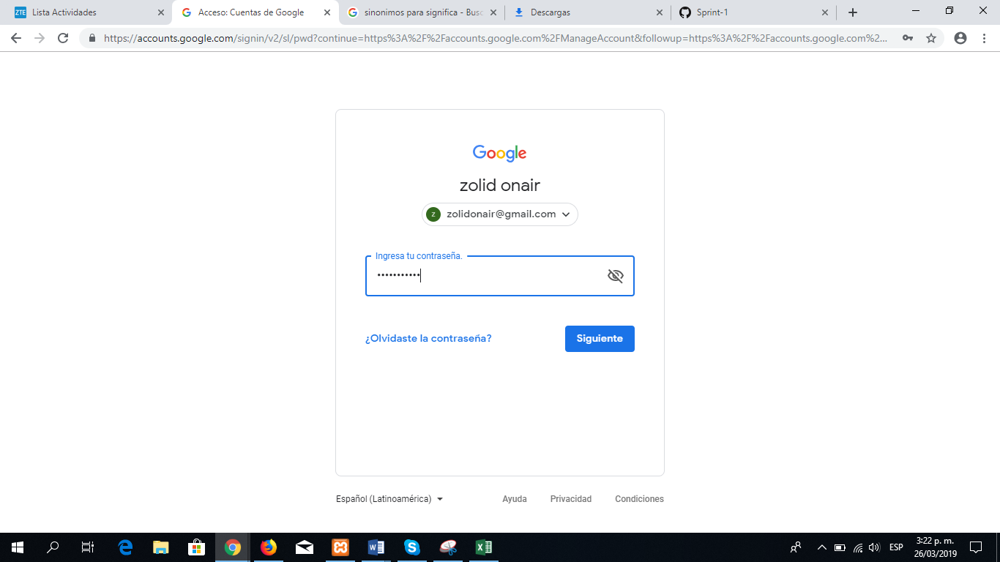 ZTE Lista Actividades
Acceso: Cuentas de Google
sinonimos para significa - Busc
Descargas
Sprint-1
https://accounts.google.com/signin/v2/sl/pwd?continue=https%3A%2F%2Faccounts.google.com%2FManageAccount&followup=https%3A%2F%2Faccounts.google.com%2...
Google
zolid onair
z zolidonair@gmail.com
Ingresa tu contraseña.
•••••••••••
¿Olvidaste la contraseña?
Siguiente
Español (Latinoamérica)
Ayuda
Privacidad
Condiciones
ESP
3:22 p. m.
26/03/2019